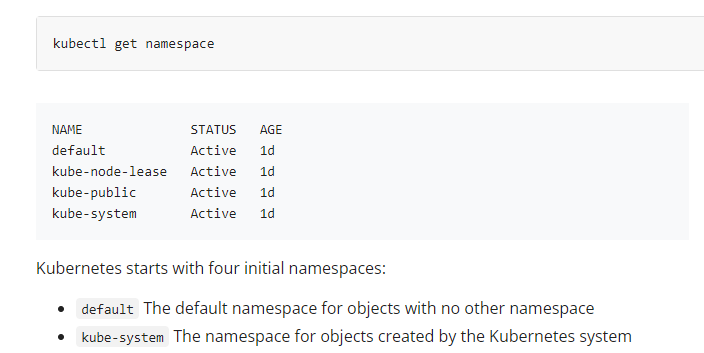 kubectl get namespace
NAME STATUS AGE
default Active 1d
kube-node-lease Active 1d
kube-public Active 1d
kube-system Active 1d
Kubernetes starts with four initial namespaces:
• default The default namespace for objects with no other namespace
• kube-system The namespace for objects created by the Kubernetes system